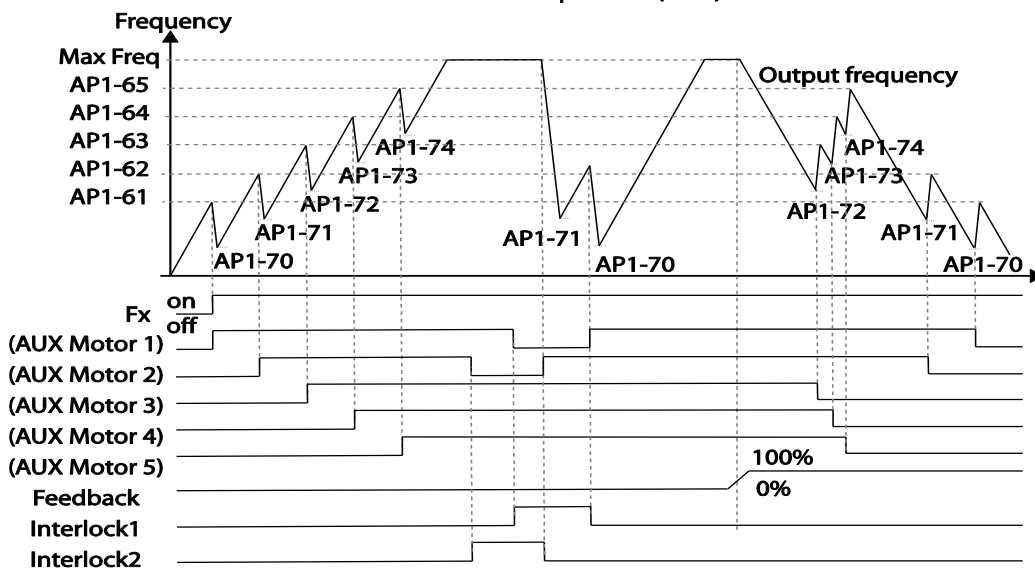 Frequency
Max Freq
AP1-65
AP1-64
AP1-63
AP1-62
AP1-61
Output frequency
AP1-74
AP1-73
AP1-72
AP1-71
AP1-70
AP1-71
AP1-70
AP1-74
AP1-73
AP1-72
AP1-71
AP1-70
Fx on
off
(AUX Motor 1)
(AUX Motor 2)
(AUX Motor 3)
(AUX Motor 4)
(AUX Motor 5)
Feedback
100%
0%
Interlock1
Interlock2